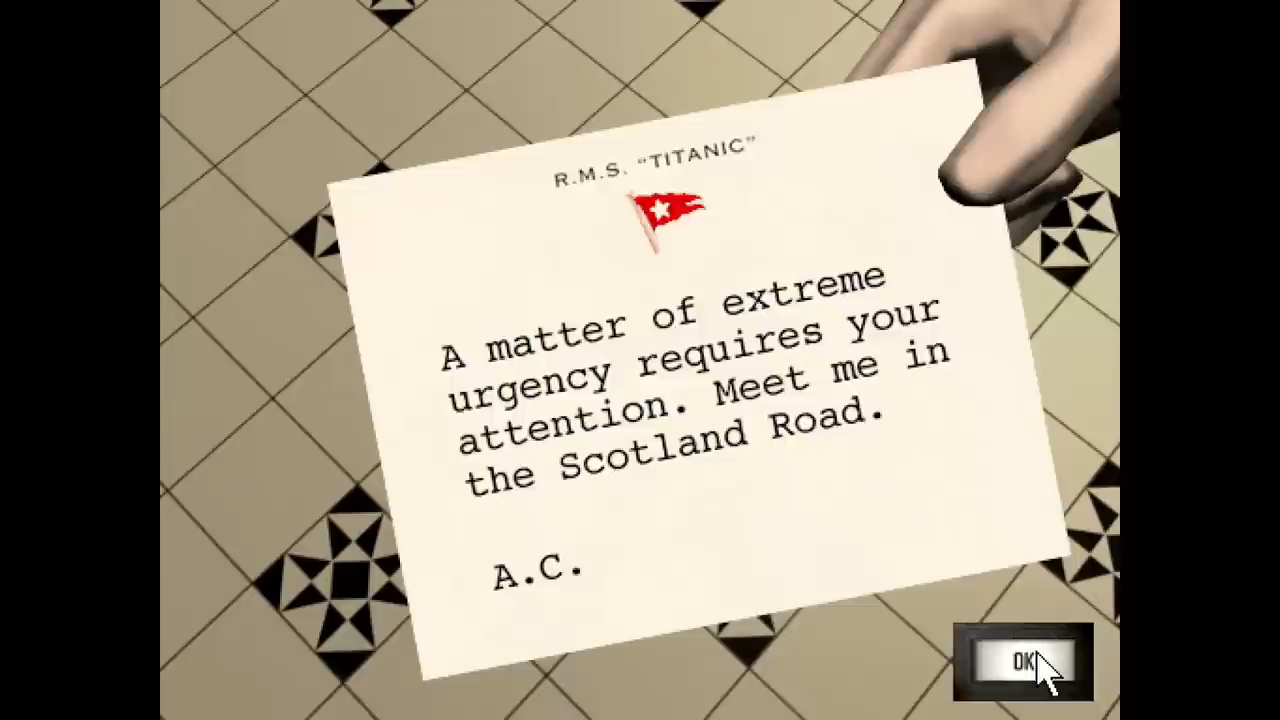 R.M.S. "TITANIC"
A matter of extreme
urgency requires your
attention. Meet me in
the Scotland Road.
A.C.
OK